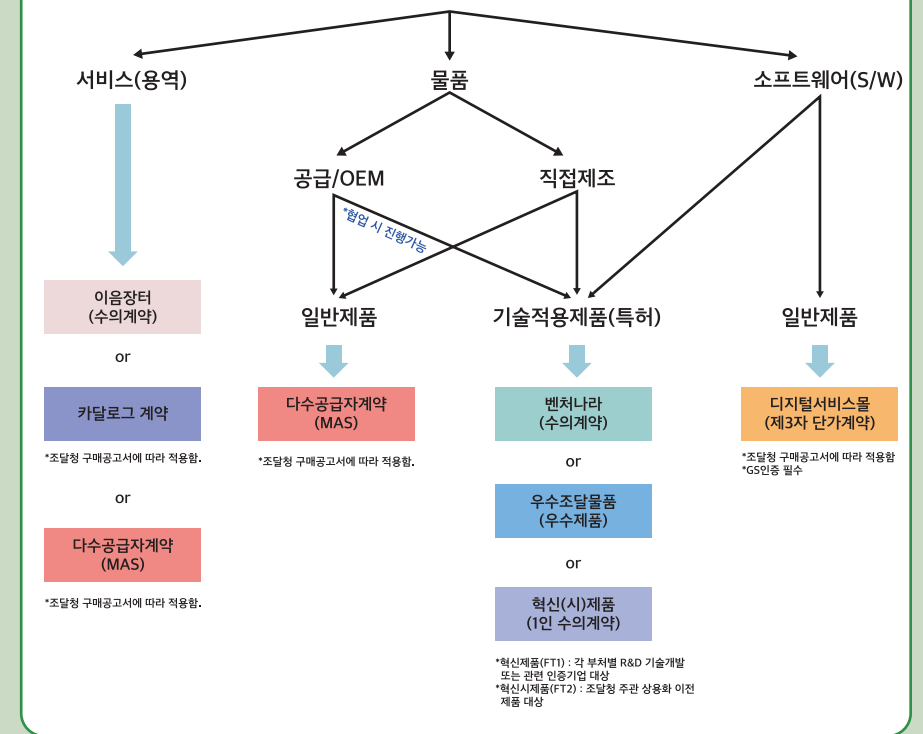 서비스(용역)
물품
소프트웨어(S/W)
공급/OEM
직접제조
*협업 시 진행가능
이음장터
(수의계약)
or
카달로그 계약
*조달청 구매공고서에 따라 적용함.
or
다수공급자계약
(MAS)
*조달청 구매공고서에 따라 적용함.
일반제품
다수공급자계약
(MAS)
*조달청 구매공고서에 따라 적용함.
기술적용제품(특허)
벤처나라
(수의계약)
or
우수조달물품
(우수제품)
or
혁신(시)제품
(1인 수의계약)
*혁신제품(FT1) : 각 부처별 R&D 기술개발
또는 관련 인증기업 대상
*혁신시제품(FT2) : 조달청 주관 상용화 이전
제품 대상
일반제품
디지털서비스몰
(제3자 단가계약)
*조달청 구매공고서에 따라 적용함
*GS인증 필수